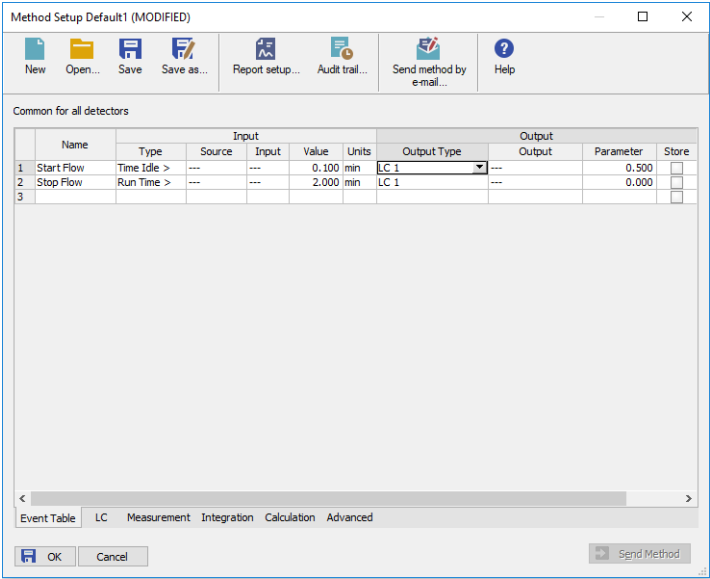 Method Setup Default1 (MODIFIED)
New Open... Save Save as... Report setup... Audit trail... Send method by e-mail... Help
Common for all detectors
Name Input Output
Type Source Input Value Units Output Type Output Parameter Store
1 Start Flow Time Idle > --- --- 0.100 min LC 1 --- 0.500
2 Stop Flow Run Time > --- --- 2.000 min LC 1 --- 0.000
3
Event Table LC Measurement Integration Calculation Advanced
OK Cancel Send Method